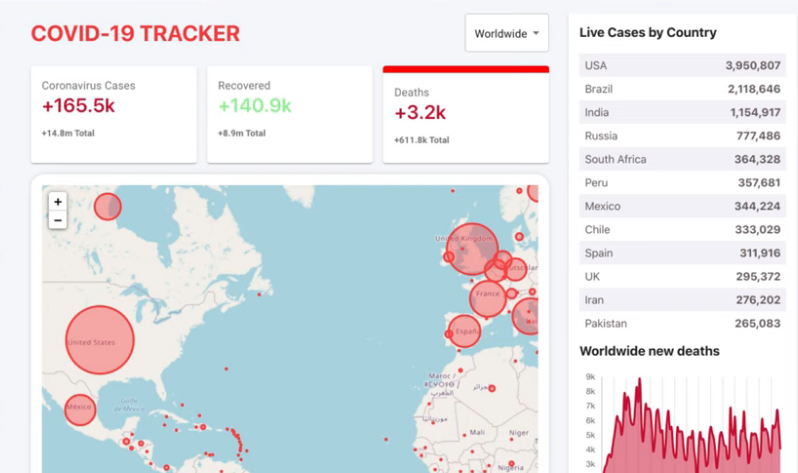 COVID-19 TRACKER
Worldwide
Coronavirus Cases
+165.5k
+14.8m Total
Recovered
+140.9k
+8.9m Total
Deaths
+3.2k
+611.8k Total
+
−
United States
México
Golfo
de México
United Kingdom
France
España
Maroc /
المغرب
الجزائر
Mali
Niger
Nigeria
Live Cases by Country
USA 3,950,807
Brazil 2,118,646
India 1,154,917
Russia 777,486
South Africa 364,328
Peru 357,681
Mexico 344,224
Chile 333,029
Spain 311,916
UK 295,372
Iran 276,202
Pakistan 265,083
Worldwide new deaths
9k
8k
7k
6k
5k
4k
3k